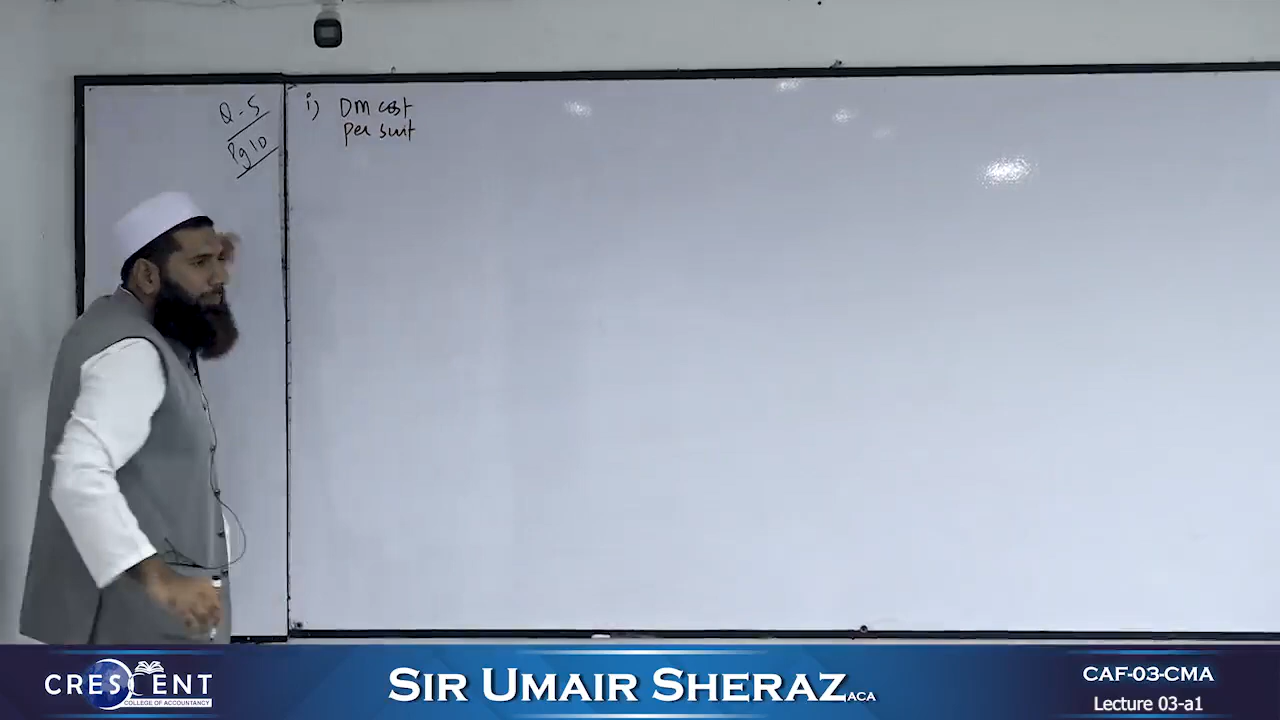 Q-5
Pg 10
i) DM cost
per suit
CRESCENT
COLLEGE OF ACCOUNTANCY
SIR UMAIR SHERAZ, ACA
CAF-03-CMA
Lecture 03-a1